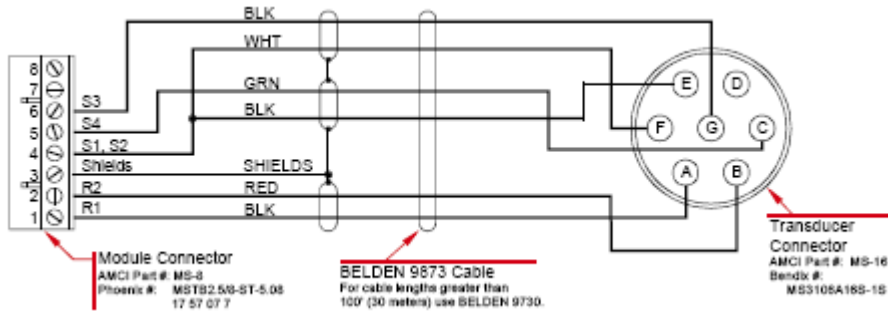 BLK
WHT
GRN
BLK
SHIELDS
RED
BLK
8
7
6
5
4
3
2
1
S3
S4
S1, S2
Shields
R2
R1
E
D
F
G
C
A
B
Module Connector
AMCI Part #: MS-8
Phoenix #: MSTB2.5/8-ST-5.08
17 57 07 7
BELDEN 9873 Cable
For cable lengths greater than
100' (30 meters) use BELDEN 9730.
Transducer
Connector
AMCI Part #: MS-16
Bendix #:
MS3106A16S-1S